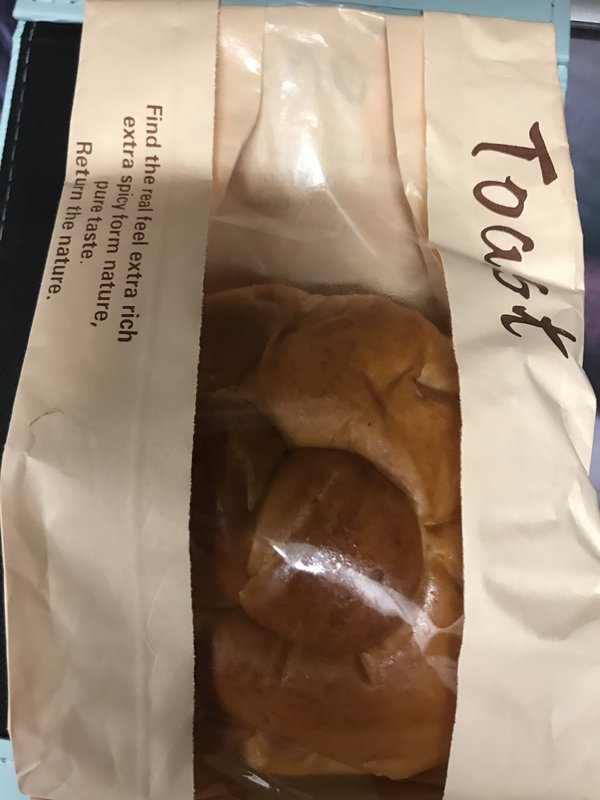 Toast
Find the real feel extra rich
extra spicy form nature,
pure taste.
Return the nature.